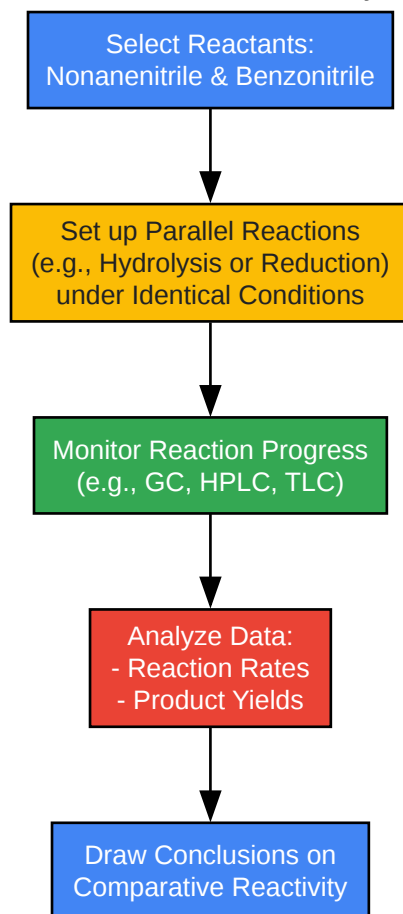 Select Reactants:
Nonanenitrile & Benzonitrile
Set up Parallel Reactions
(e.g., Hydrolysis or Reduction)
under Identical Conditions
Monitor Reaction Progress
(e.g., GC, HPLC, TLC)
Analyze Data:
- Reaction Rates
- Product Yields
Draw Conclusions on
Comparative Reactivity